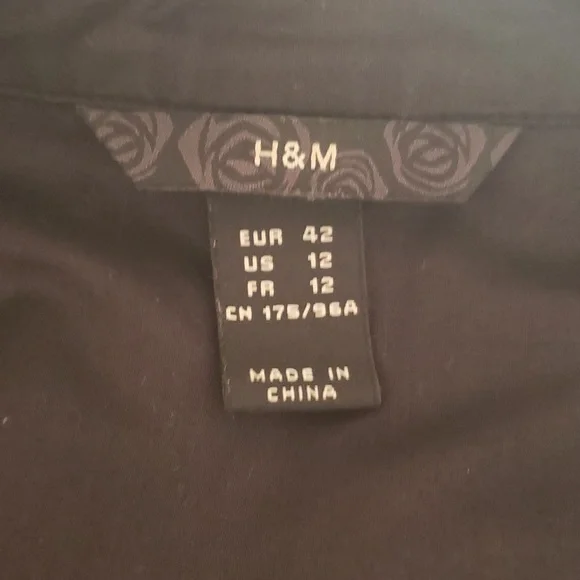 H&M
EUR 42
US 12
FR 12
CN 175/96A
MADE IN
CHINA